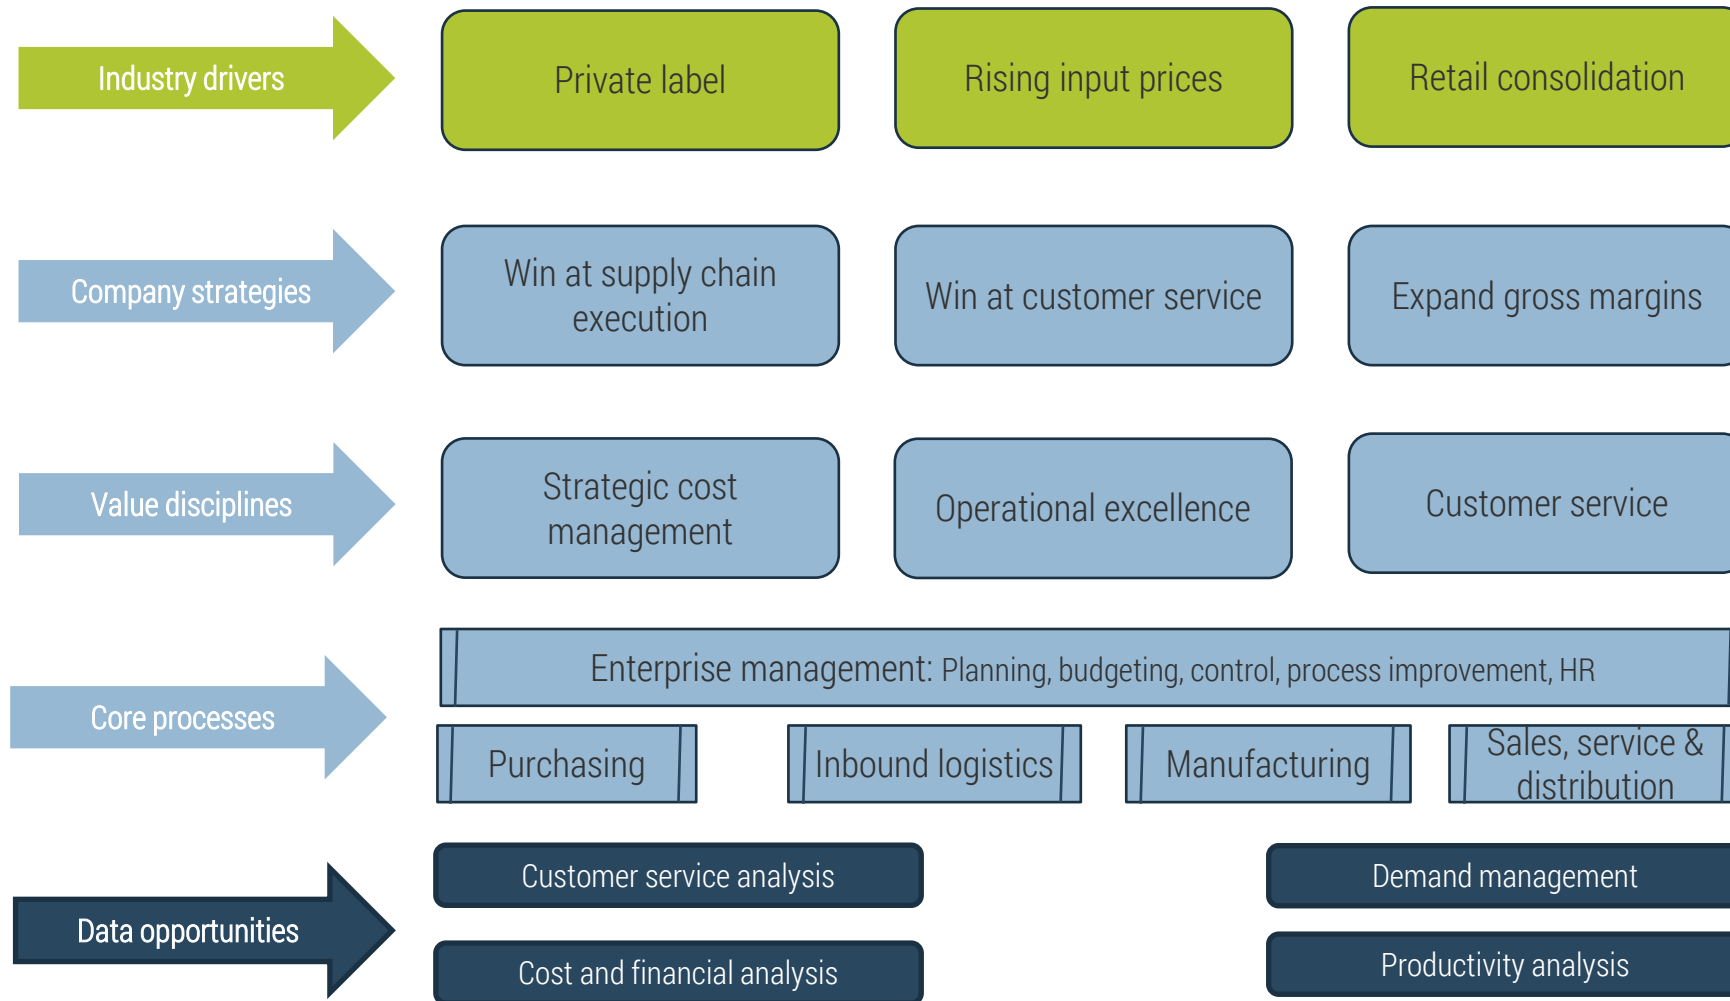 Industry drivers
Private label
Rising input prices
Retail consolidation
Company strategies
Win at supply chain
execution
Win at customer service
Expand gross margins
Value disciplines
Strategic cost
management
Operational excellence
Customer service
Core processes
Enterprise management: Planning, budgeting, control, process improvement, HR
Purchasing
Inbound logistics
Manufacturing
Sales, service &
distribution
Data opportunities
Customer service analysis
Demand management
Cost and financial analysis
Productivity analysis